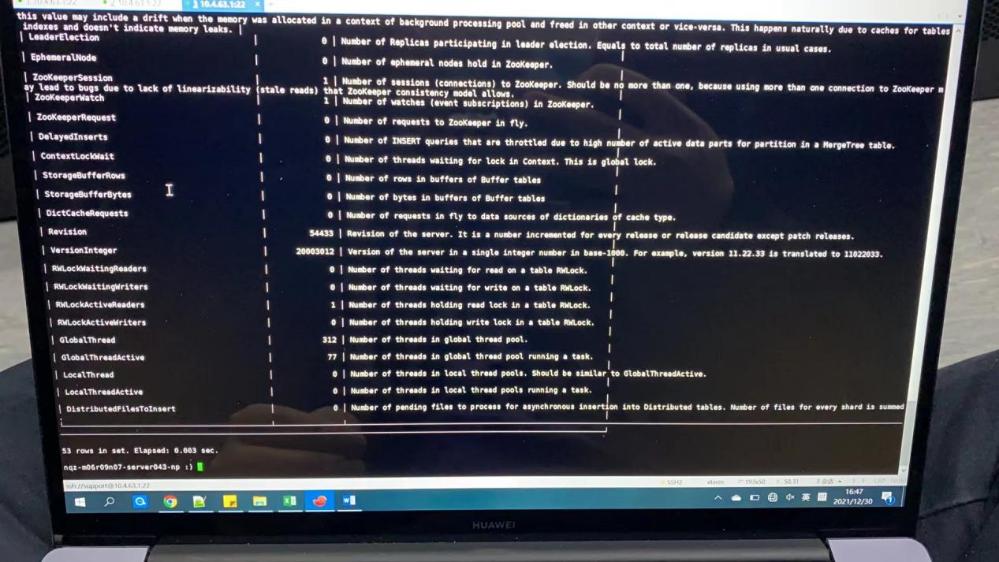 1 10.4.63.1:22 2 10.4.63.1:22 3 10.4.63.1:22 × +
this value may include a drift when the memory was allocated in a context of background processing pool and freed in other context or vice-versa. This happens naturally due to caches for tables
indexes and doesn't indicate memory leaks. |
| LeaderElection | 0 | Number of Replicas participating in leader election. Equals to total number of replicas in usual cases.
| EphemeralNode | 0 | Number of ephemeral nodes hold in ZooKeeper.
| ZooKeeperSession | 1 | Number of sessions (connections) to ZooKeeper. Should be no more than one, because using more than one connection to ZooKeeper m
ay lead to bugs due to lack of linearizability (stale reads) that ZooKeeper consistency model allows.
| ZooKeeperWatch | 1 | Number of watches (event subscriptions) in ZooKeeper.
| ZooKeeperRequest | 0 | Number of requests to ZooKeeper in fly.
| DelayedInserts | 0 | Number of INSERT queries that are throttled due to high number of active data parts for partition in a MergeTree table.
| ContextLockWait | 0 | Number of threads waiting for lock in Context. This is global lock.
| StorageBufferRows | 0 | Number of rows in buffers of Buffer tables
| StorageBufferBytes | 0 | Number of bytes in buffers of Buffer tables
| DictCacheRequests | 0 | Number of requests in fly to data sources of dictionaries of cache type.
| Revision | 54433 | Revision of the server. It is a number incremented for every release or release candidate except patch releases.
| VersionInteger | 20003012 | Version of the server in a single integer number in base-1000. For example, version 11.22.33 is translated to 11022033.
| RWLockWaitingReaders | 0 | Number of threads waiting for read on a table RWLock.
| RWLockWaitingWriters | 0 | Number of threads waiting for write on a table RWLock.
| RWLockActiveReaders | 1 | Number of threads holding read lock in a table RWLock.
| RWLockActiveWriters | 0 | Number of threads holding write lock in a table RWLock.
| GlobalThread | 312 | Number of threads in global thread pool.
| GlobalThreadActive | 77 | Number of threads in global thread pool running a task.
| LocalThread | 0 | Number of threads in local thread pools. Should be similar to GlobalThreadActive.
| LocalThreadActive | 0 | Number of threads in local thread pools running a task.
| DistributedFilesToInsert | 0 | Number of pending files to process for asynchronous insertion into Distributed tables. Number of files for every shard is summed
53 rows in set. Elapsed: 0.003 sec.
nqz-m06r09n07-server043-np :)
ssh://support@10.4.63.1:22 SSH2 xterm 50,31 3 会话 CAP NUM
英 16:47
2021/12/30
HUAWEI